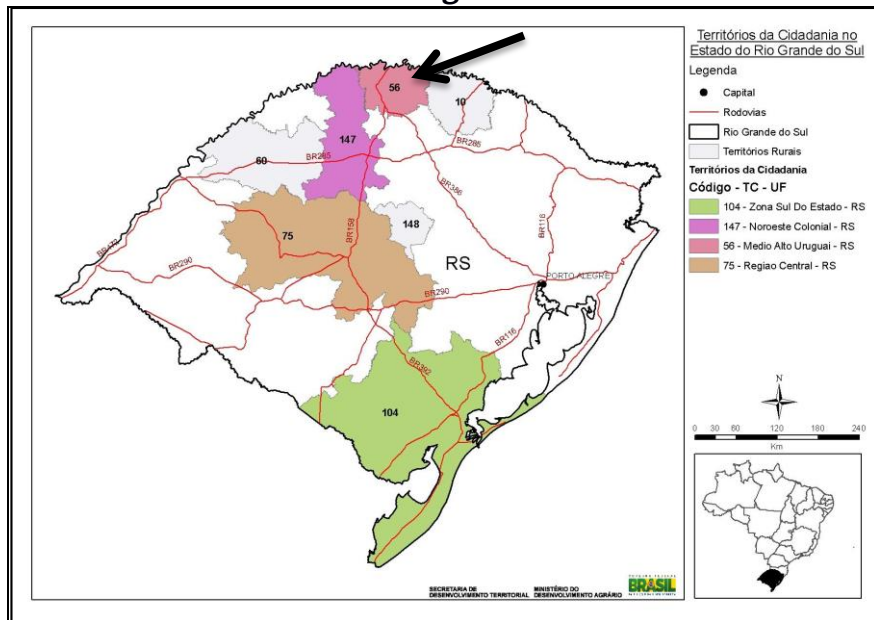 Territórios da Cidadania no
Estado do Rio Grande do Sul
Legenda
Capital
Rodovias
Rio Grande do Sul
Territórios Rurais
Territórios da Cidadania
Código - TC - UF
104 - Zona Sul Do Estado - RS
147 - Noroeste Colonial - RS
56 - Medio Alto Uruguai - RS
75 - Regiao Central - RS
56
10
147
60
BR285
BR285
BR386
BR158
BR116
148
75
BR472
BR290
RS
PORTO ALEGRE
BR290
BR116
BR392
104
N
0 30 60 120 180 240
Km
SECRETARIA DE
DESENVOLVIMENTO TERRITORIAL
MINISTÉRIO DO
DESENVOLVIMENTO AGRÁRIO
BRASIL